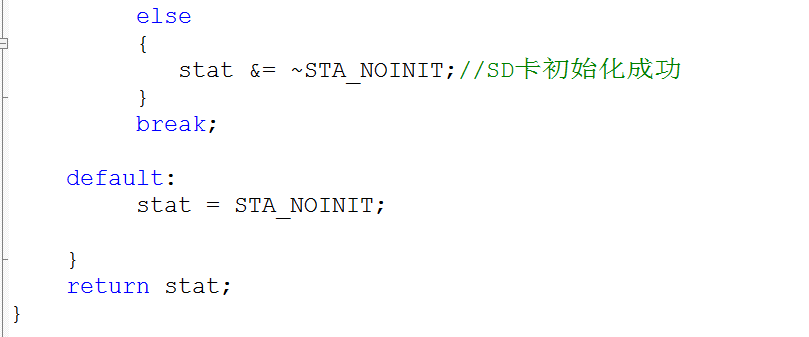 else
{
stat &= ~STA_NOINIT;//SD卡初始化成功
}
break;
default:
stat = STA_NOINIT;
}
return stat;
}